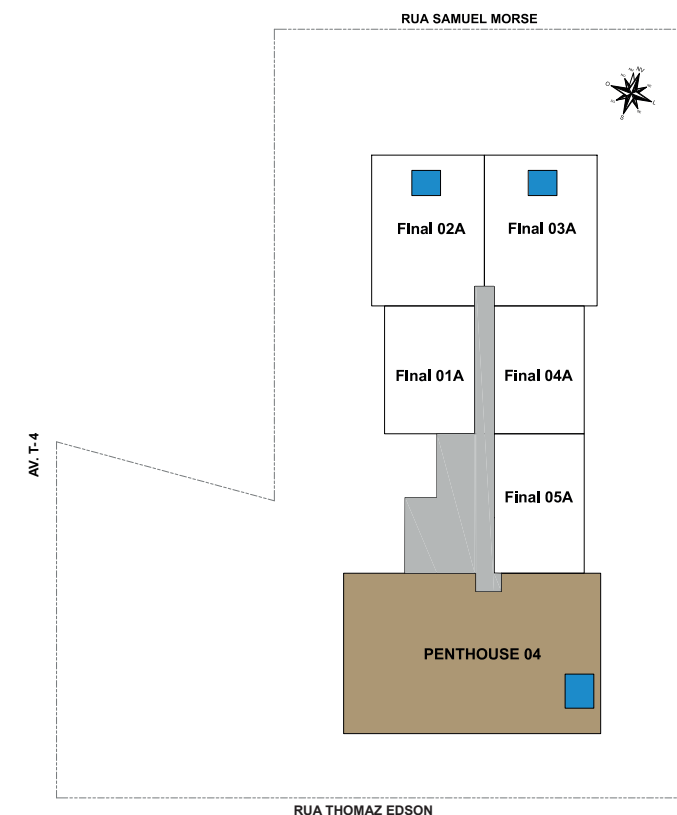 RUA SAMUEL MORSE
FInal 02A
FInal 03A
FInal 01A
Final 04A
Final 05A
AV. T- 4
PENTHOUSE 04
RUA THOMAZ EDSON